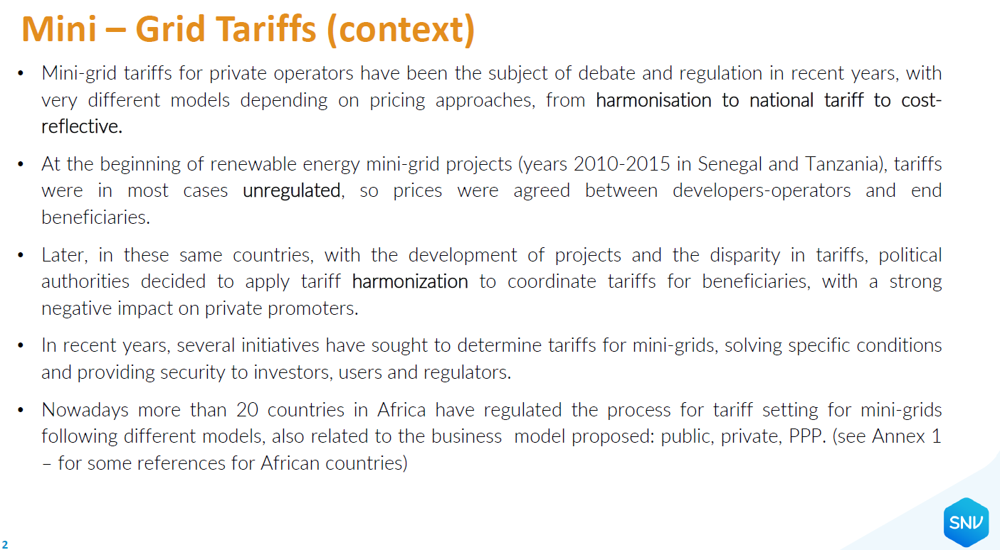 Mini – Grid Tariffs (context)
• Mini-grid tariffs for private operators have been the subject of debate and regulation in recent years, with
very different models depending on pricing approaches, from harmonisation to national tariff to cost-
reflective.
• At the beginning of renewable energy mini-grid projects (years 2010-2015 in Senegal and Tanzania), tariffs
were in most cases unregulated, so prices were agreed between developers-operators and end
beneficiaries.
• Later, in these same countries, with the development of projects and the disparity in tariffs, political
authorities decided to apply tariff harmonization to coordinate tariffs for beneficiaries, with a strong
negative impact on private promoters.
• In recent years, several initiatives have sought to determine tariffs for mini-grids, solving specific conditions
and providing security to investors, users and regulators.
• Nowadays more than 20 countries in Africa have regulated the process for tariff setting for mini-grids
following different models, also related to the business  model proposed: public, private, PPP. (see Annex 1
– for some references for African countries)
SNV
2